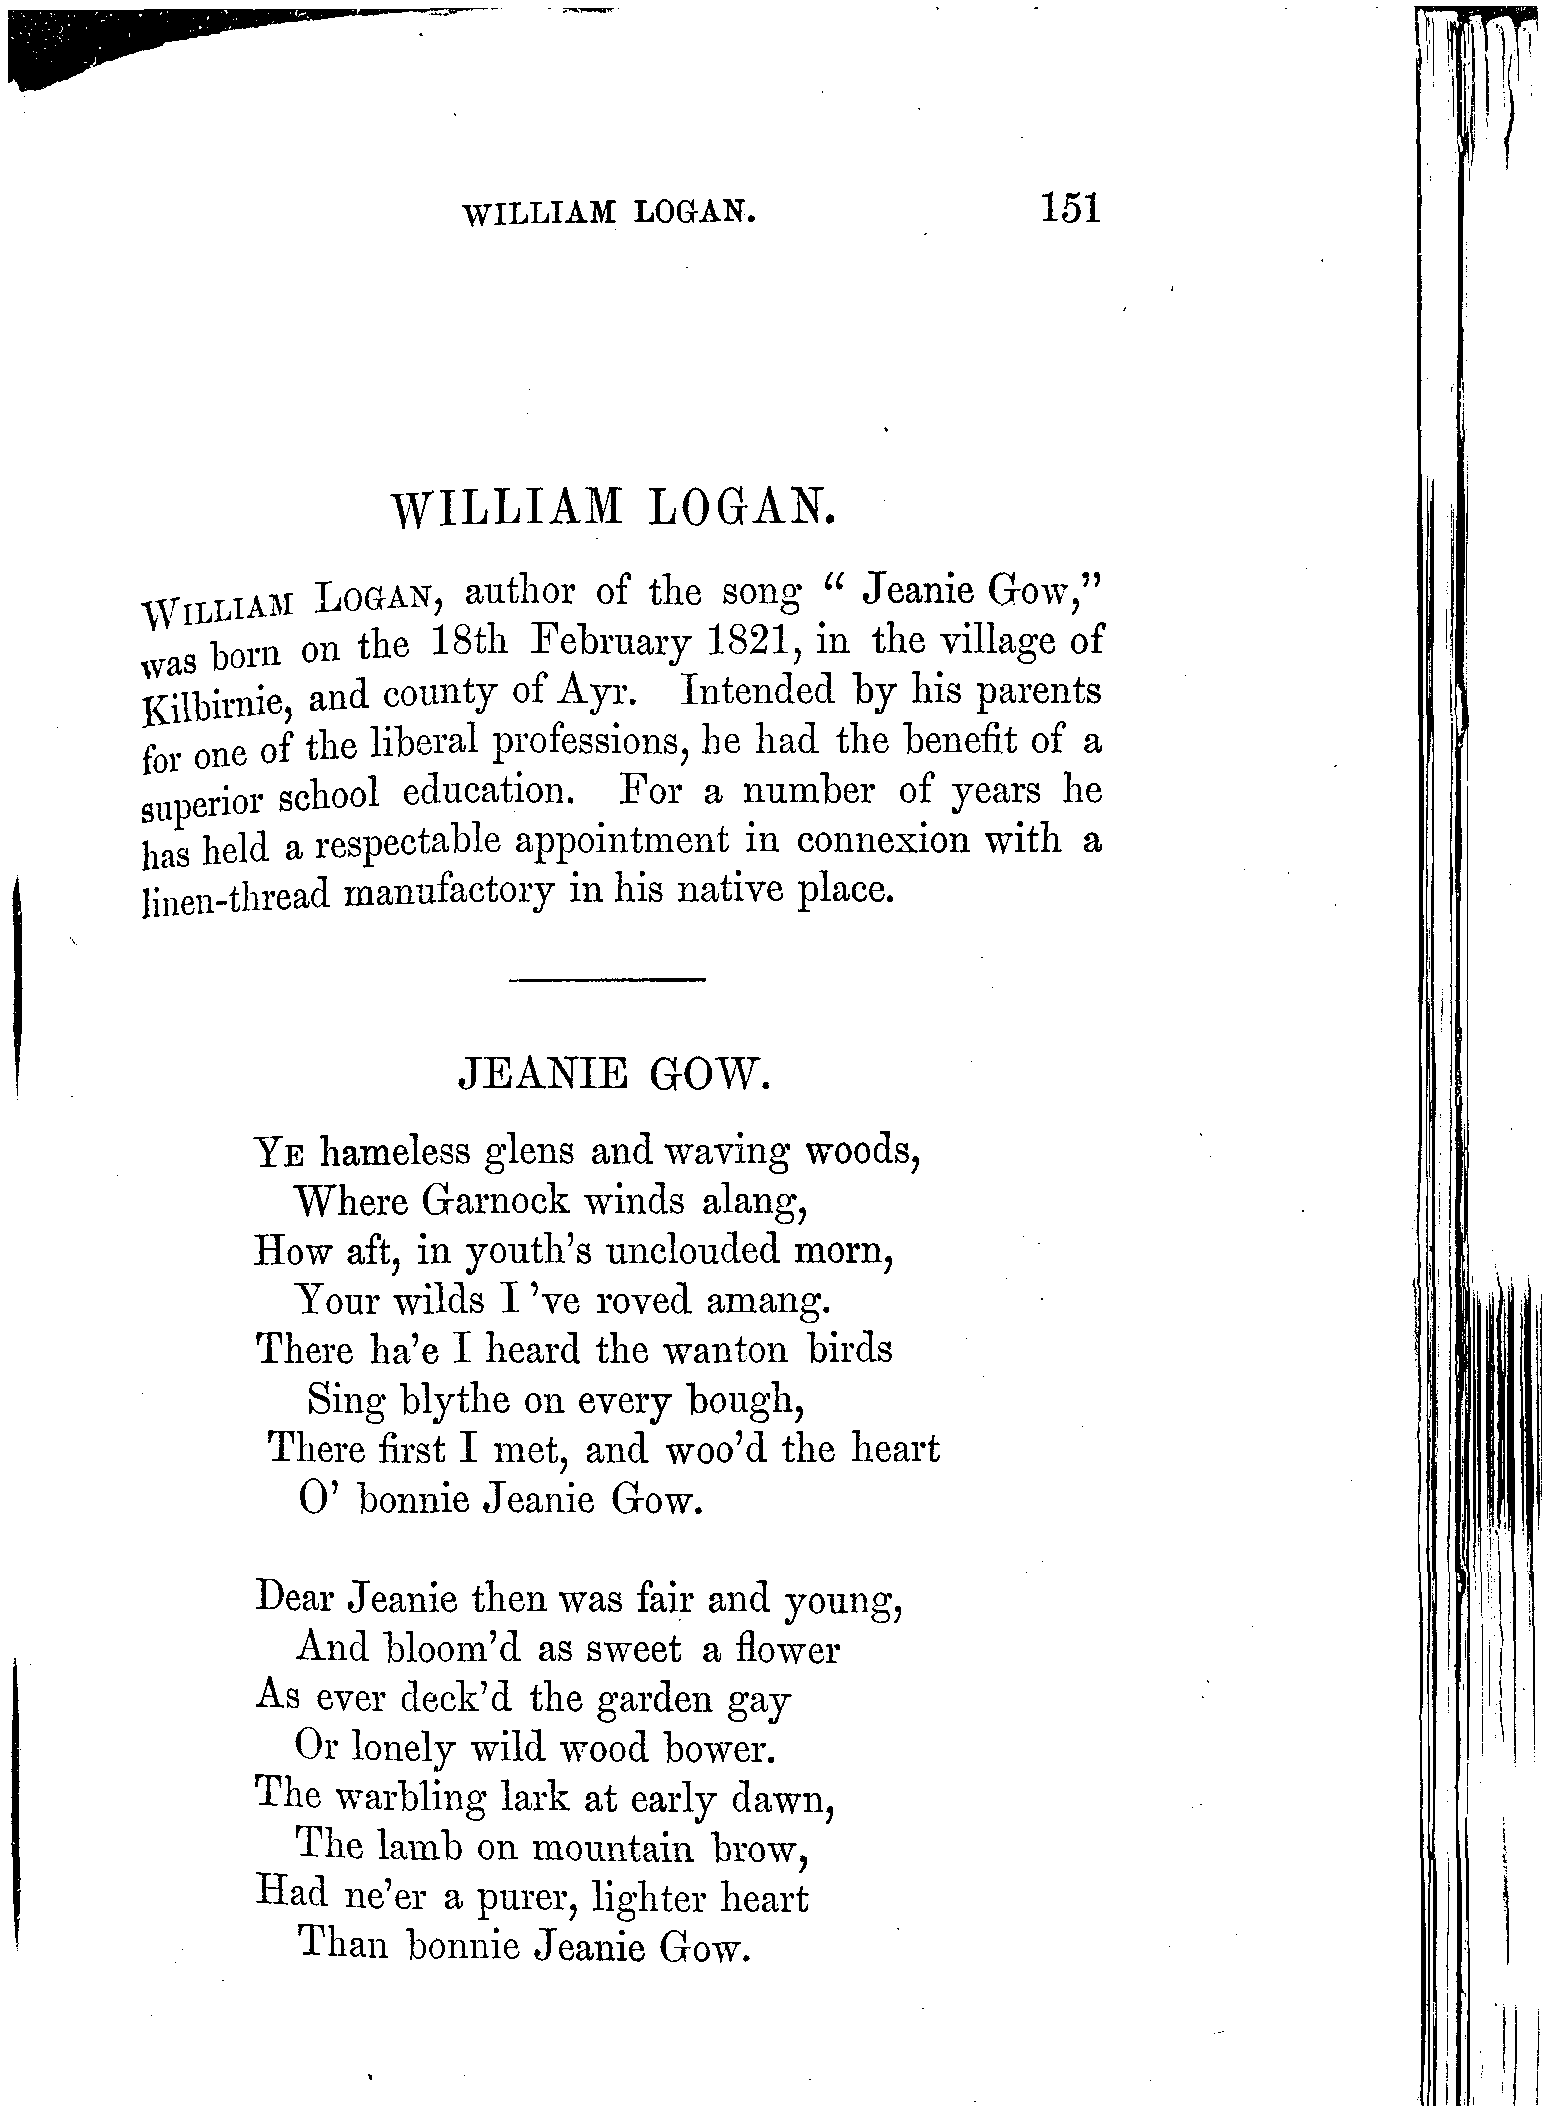 WILLIAM LOGAN. 151
WILLIAM LOGAN.
WILLIAM LOGAN, author of the song “ Jeanie Gow,”
was born on the 18th February 1821, in the village of
Kilbirnie, and county of Ayr. Intended by his parents
for one of the liberal professions, he had the benefit of a
superior school education. For a number of years he
has held a respectable appointment in connexion with a
linen-thread manufactory in his native place.
JEANIE GOW.
YE hameless glens and waving woods,
Where Garnock winds alang,
How aft, in youth's unclouded morn,
Your wilds I 've roved amang.
There ha'e I heard the wanton birds
Sing blythe on every bough,
There first I met, and woo'd the heart
O' bonnie Jeanie Gow.
Dear Jeanie then was fair and young,
And bloom'd as sweet a flower
As ever deck'd the garden gay
Or lonely wild wood bower.
The warbling lark at early dawn,
The lamb on mountain brow,
Had ne'er a purer, lighter heart
Than bonnie Jeanie Gow.